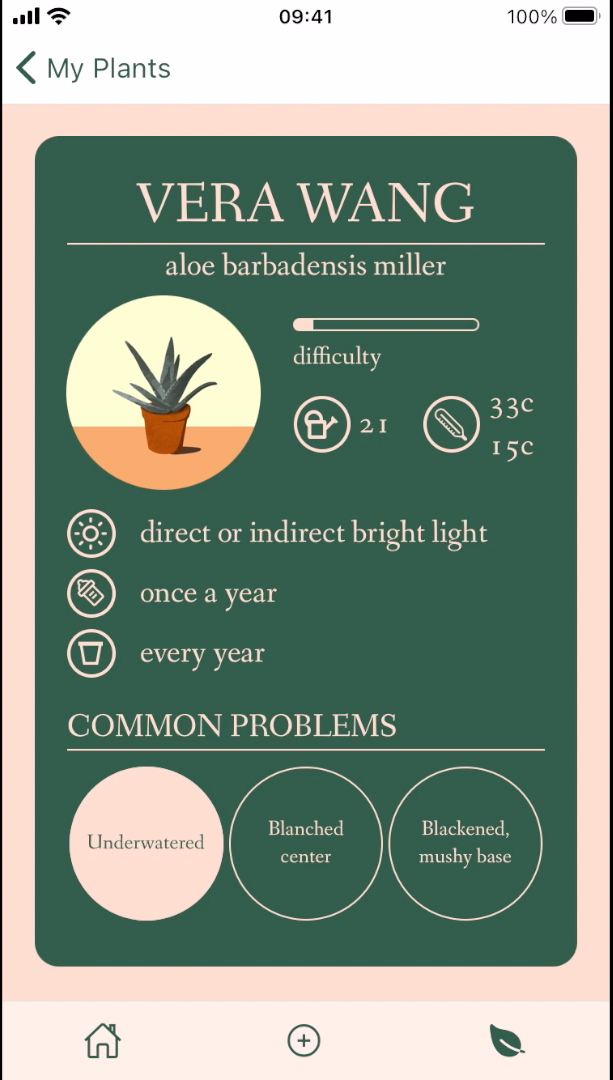 09:41
100%
My Plants
VERA WANG
aloe barbadensis miller
difficulty
21
33c
15c
direct or indirect bright light
once a year
every year
COMMON PROBLEMS
Underwatered
Blanched
center
Blackened,
mushy base